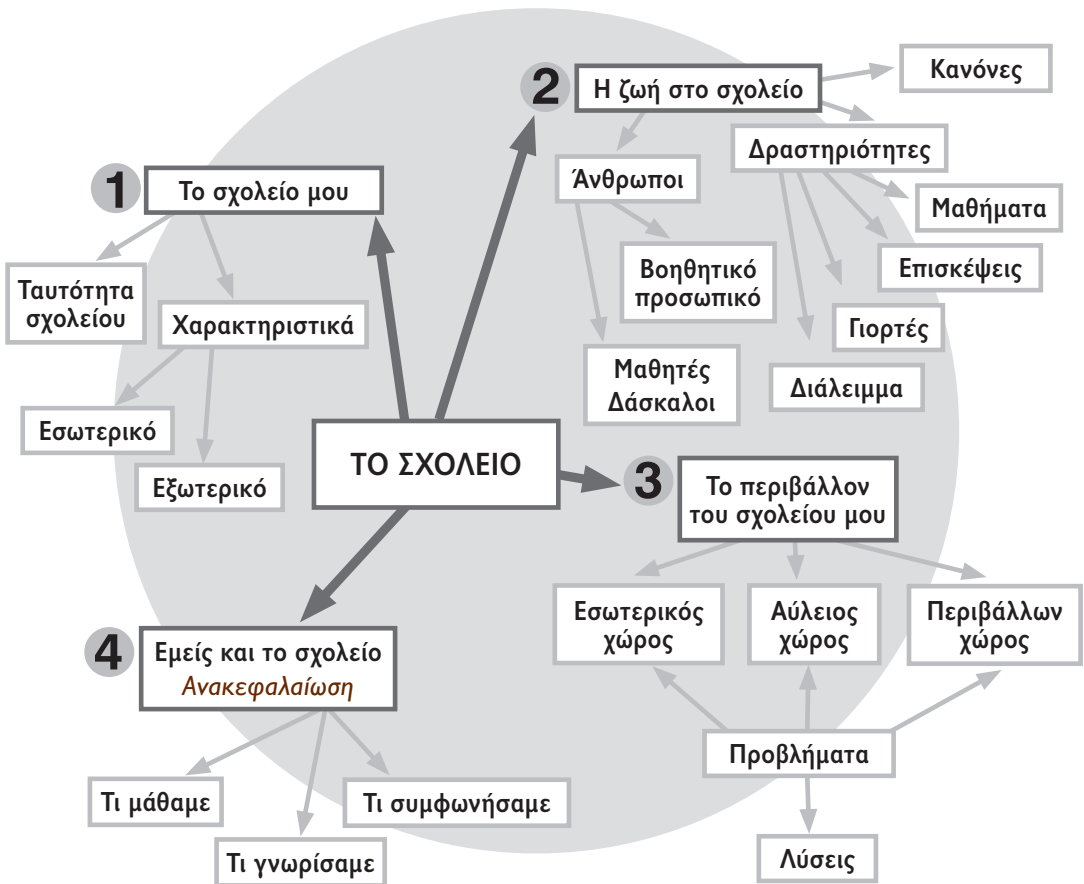 1
Το σχολείο μου
Ταυτότητα
σχολείου
Χαρακτηριστικά
Εσωτερικό
Εξωτερικό
2
Η ζωή στο σχολείο
Κανόνες
Δραστηριότητες
Άνθρωποι
Μαθήματα
Βοηθητικό
προσωπικό
Επισκέψεις
Γιορτές
Μαθητές
Δάσκαλοι
Διάλειμμα
ΤΟ ΣΧΟΛΕΙΟ
3
Το περιβάλλον
του σχολείου μου
Εσωτερικός
χώρος
Αύλειος
χώρος
Περιβάλλων
χώρος
Προβλήματα
Λύσεις
4
Εμείς και το σχολείο
Ανακεφαλαίωση
Τι μάθαμε
Τι γνωρίσαμε
Τι συμφωνήσαμε